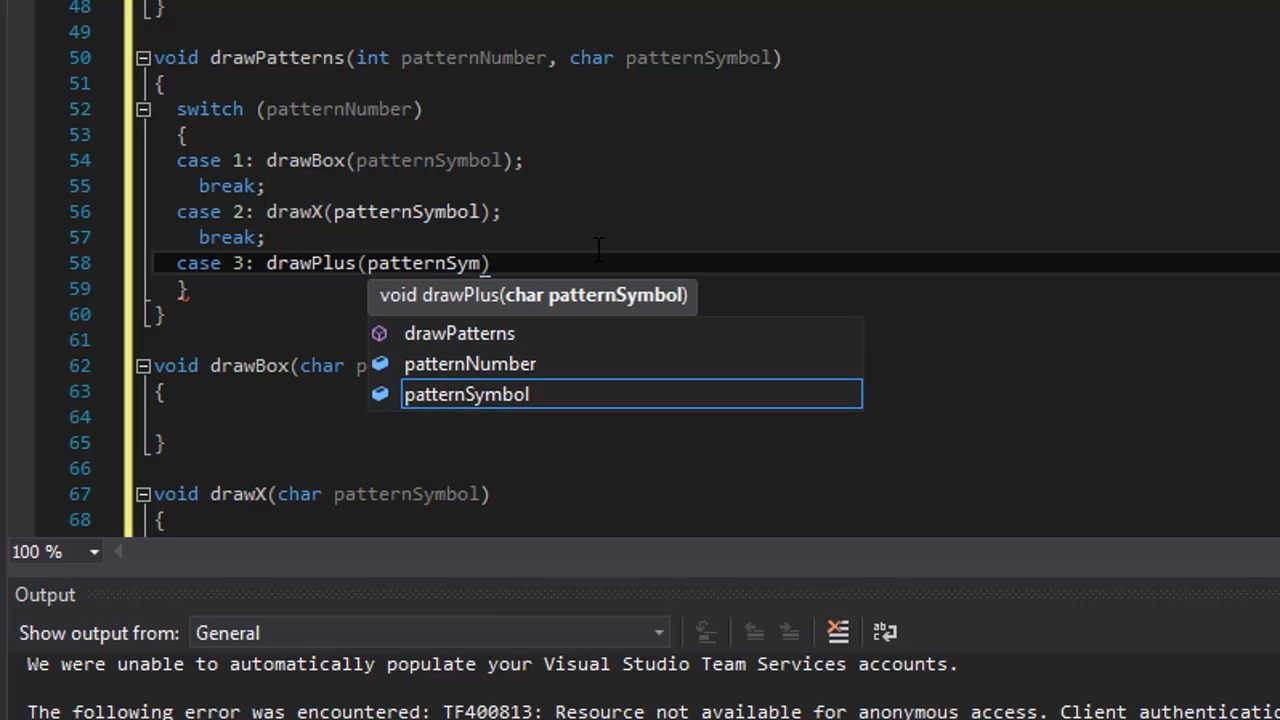 48 }
49
50 void drawPatterns(int patternNumber, char patternSymbol)
51 {
52 switch (patternNumber)
53 {
54 case 1: drawBox(patternSymbol);
55 break;
56 case 2: drawX(patternSymbol);
57 break;
58 case 3: drawPlus(patternSym)
59 }
void drawPlus(char patternSymbol)
60 }
drawPatterns
61
patternNumber
62 void drawBox(char p
63 {
patternSymbol
64
65 }
66
67 void drawX(char patternSymbol)
68 {
100 %
Output
Show output from: General
We were unable to automatically populate your Visual Studio Team Services accounts.
The following error was encountered: TF400813: Resource not available for anonymous access. Client authenticati